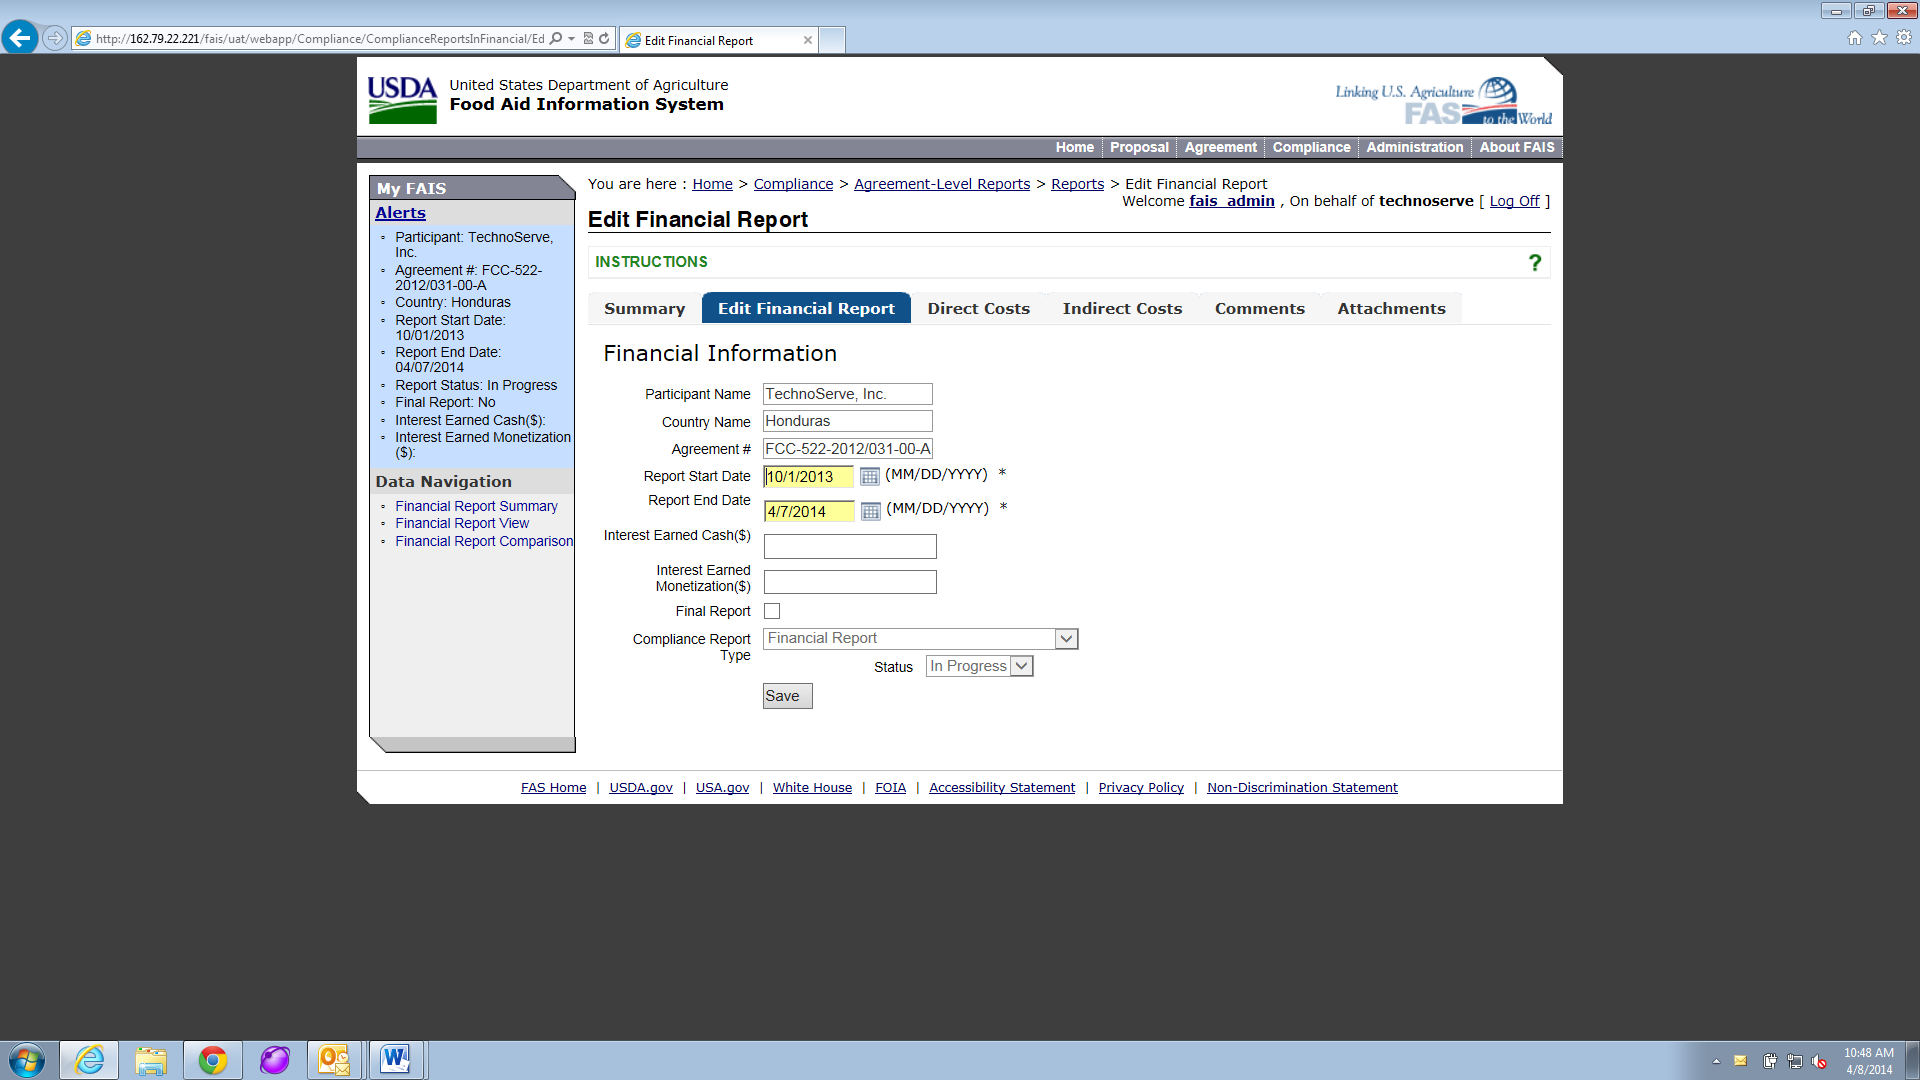 http://162.79.22.221/fais/uat/webapp/Compliance/ComplianceReportsInFinancial/Ed
Edit Financial Report
USDA
United States Department of Agriculture
Food Aid Information System
Linking U.S. Agriculture
FAS
to the World
Home Proposal Agreement Compliance Administration About FAIS
My FAIS
Alerts
Participant: TechnoServe,
Inc.
Agreement #: FCC-522-
2012/031-00-A
Country: Honduras
Report Start Date:
10/01/2013
Report End Date:
04/07/2014
Report Status: In Progress
Final Report: No
Interest Earned Cash($):
Interest Earned Monetization
($):
Data Navigation
Financial Report Summary
Financial Report View
Financial Report Comparison
You are here : Home > Compliance > Agreement-Level Reports > Reports > Edit Financial Report
Welcome fais_admin , On behalf of technoserve [ Log Off ]
Edit Financial Report
INSTRUCTIONS ?
Summary Edit Financial Report Direct Costs Indirect Costs Comments Attachments
Financial Information
Participant Name TechnoServe, Inc.
Country Name Honduras
Agreement # FCC-522-2012/031-00-A
Report Start Date 10/1/2013 (MM/DD/YYYY) *
Report End Date 4/7/2014 (MM/DD/YYYY) *
Interest Earned Cash($)
Interest Earned
Monetization($)
Final Report
Compliance Report
Type
Financial Report
Status In Progress
Save
FAS Home | USDA.gov | USA.gov | White House | FOIA | Accessibility Statement | Privacy Policy | Non-Discrimination Statement
10:48 AM
4/8/2014